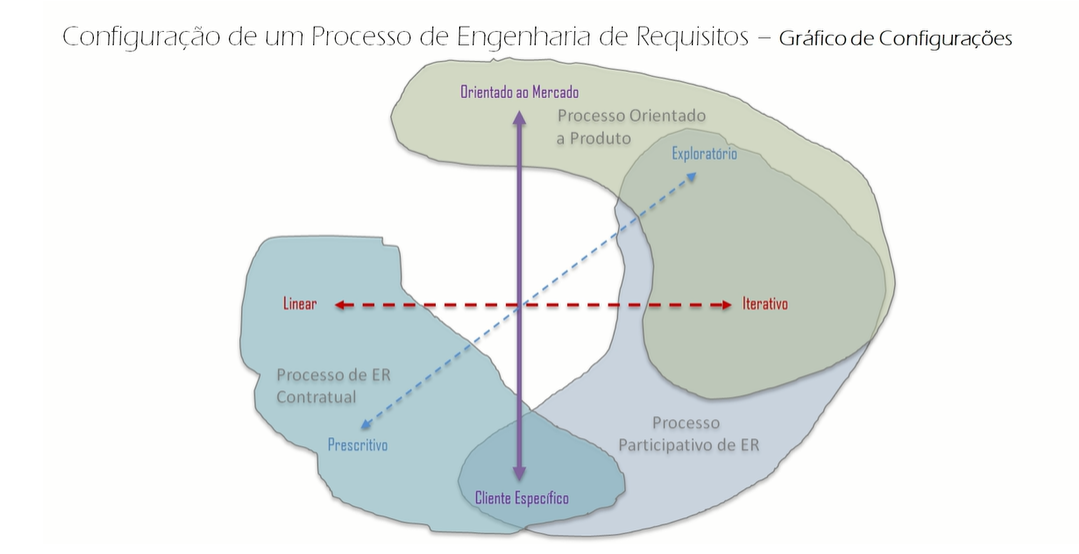 Configuração de um Processo de Engenharia de Requisitos – Gráfico de Configurações
Orientado ao Mercado
Processo Orientado
a Produto
Exploratório
Linear
Iterativo
Processo de ER
Contratual
Prescritivo
Processo
Participativo de ER
Cliente Específico